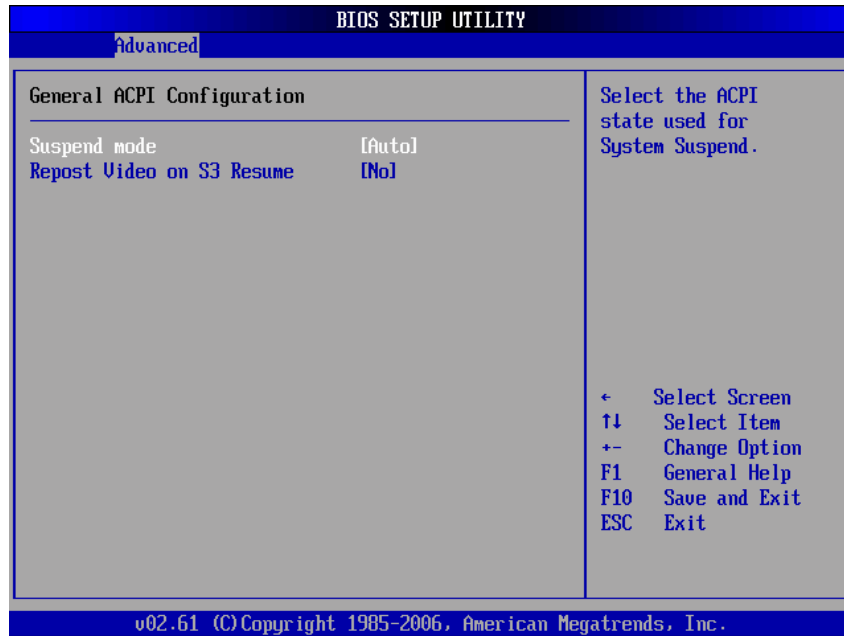 BIOS SETUP UTILITY
Advanced
General ACPI Configuration
Suspend mode [Auto]
Repost Video on S3 Resume [No]
Select the ACPI
state used for
System Suspend.
← Select Screen
↑↓ Select Item
+- Change Option
F1 General Help
F10 Save and Exit
ESC Exit
v02.61 (C)Copyright 1985-2006, American Megatrends, Inc.